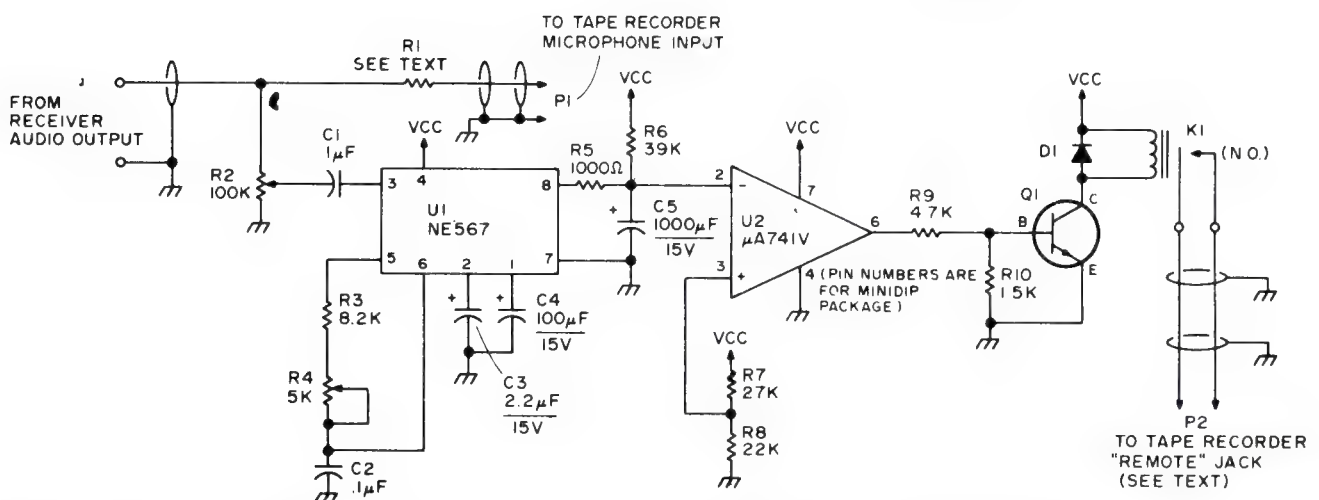 TO TAPE RECORDER
MICROPHONE INPUT
R1
SEE TEXT
P1
FROM
RECEIVER
AUDIO OUTPUT
R2
100K
C1
1µF
VCC
3
4
8
U1
NE567
5
6
2
1
7
R5
1000Ω
VCC
R6
39K
+
C5
1000µF
15V
R3
8.2K
R4
5K
C2
.1µF
+
+
C4
100µF
15V
C3
2.2µF
15V
VCC
2
-
7
U2
µA741V
6
3
+
4 (PIN NUMBERS ARE
FOR MINIDIP
PACKAGE)
VCC
R7
27K
R8
22K
R9
4.7K
R10
1.5K
VCC
D1
K1
(N.O.)
Q1
B
C
E
P2
TO TAPE RECORDER
"REMOTE" JACK
(SEE TEXT)